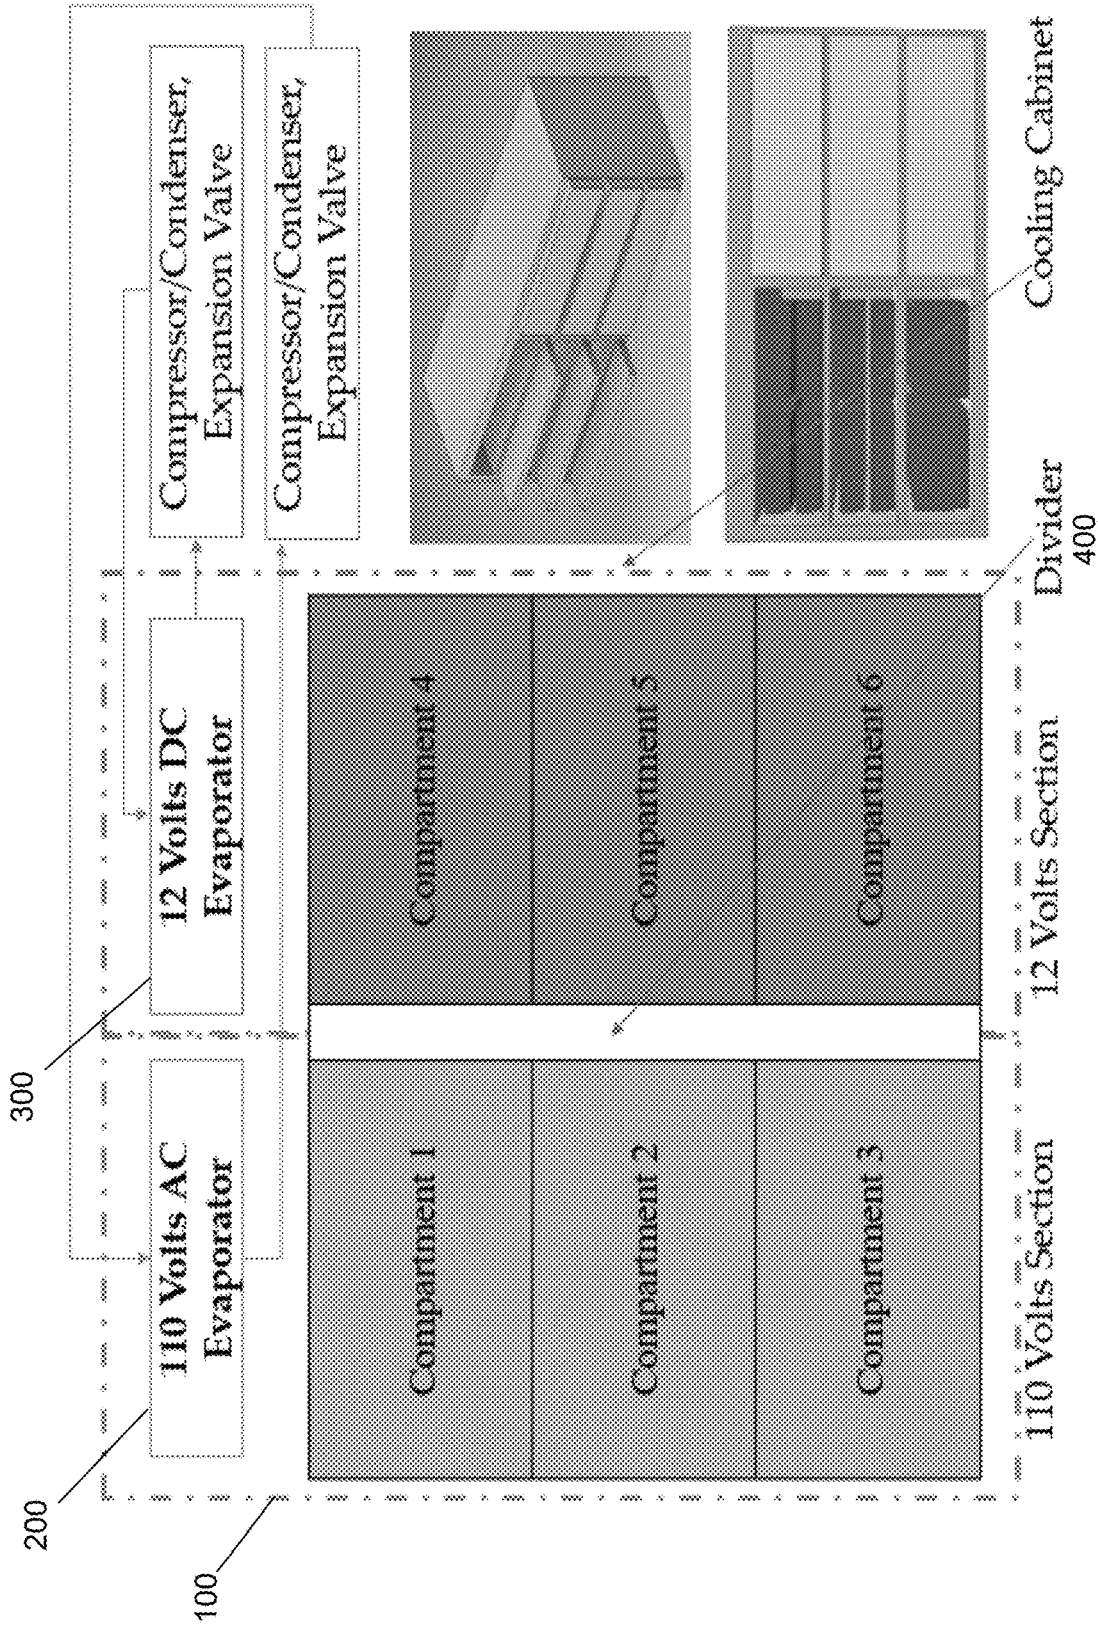 100
200
300
110 Volts AC
Evaporator
12 Volts DC
Evaporator
Compressor/Condenser,
Expansion Valve
Compressor/Condenser,
Expansion Valve
Compartment 1
Compartment 4
Compartment 2
Compartment 5
Compartment 3
Compartment 6
110 Volts Section
12 Volts Section
Divider
400
Cooling Cabinet